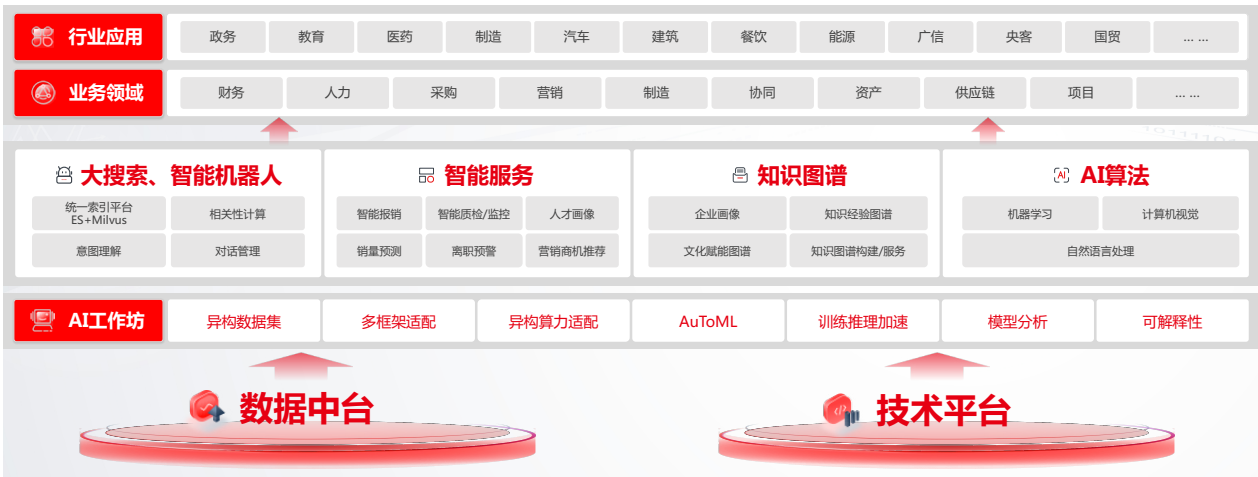 行业应用
政务 教育 医药 制造 汽车 建筑 餐饮 能源 广信 央客 国贸 ... ...
业务领域
财务 人力 采购 营销 制造 协同 资产 供应链 项目 ... ...
大搜索、智能机器人
统一索引平台
ES+Milvus
相关性计算
意图理解 对话管理
智能服务
智能报销 智能质检/监控 人才画像
销量预测 离职预警 营销商机推荐
知识图谱
企业画像 知识经验图谱
文化赋能图谱 知识图谱构建/服务
AI算法
机器学习 计算机视觉
自然语言处理
AI工作坊
异构数据集 多框架适配 异构算力适配 AuToML 训练推理加速 模型分析 可解释性
数据中台
技术平台